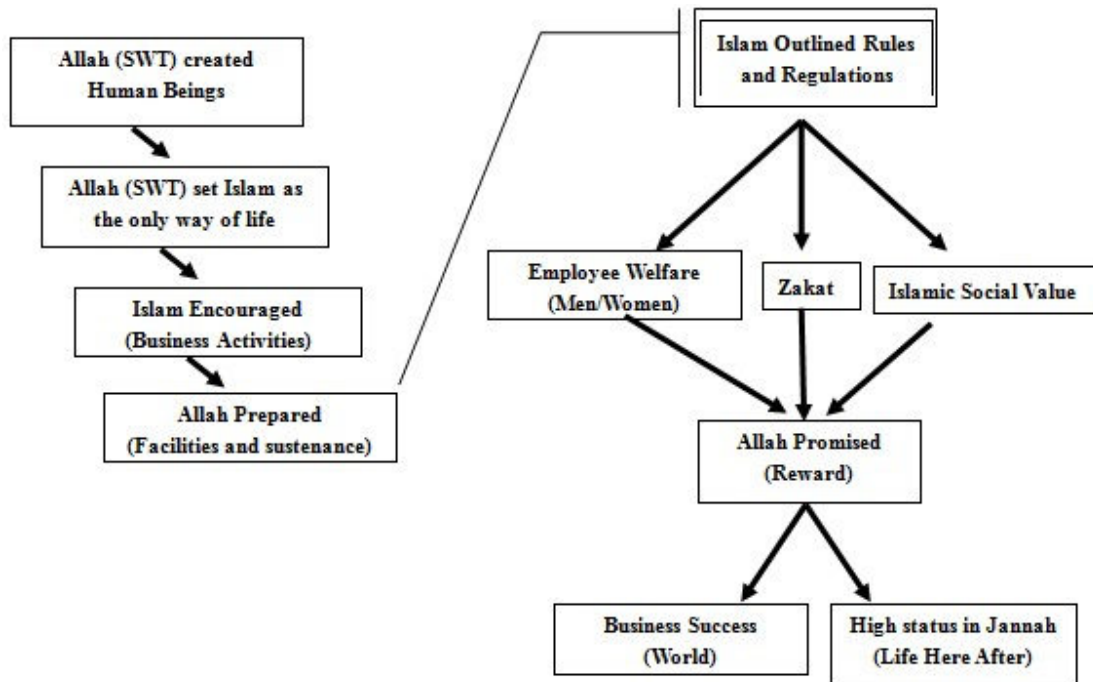 Allah (SWT) created
Human Beings
Allah (SWT) set Islam as
the only way of life
Islam Encouraged
(Business Activities)
Allah Prepared
(Facilities and sustenance)
Islam Outlined Rules
and Regulations
Employee Welfare
(Men/Women)
Zakat
Islamic Social Value
Allah Promised
(Reward)
Business Success
(World)
High status in Jannah
(Life Here After)